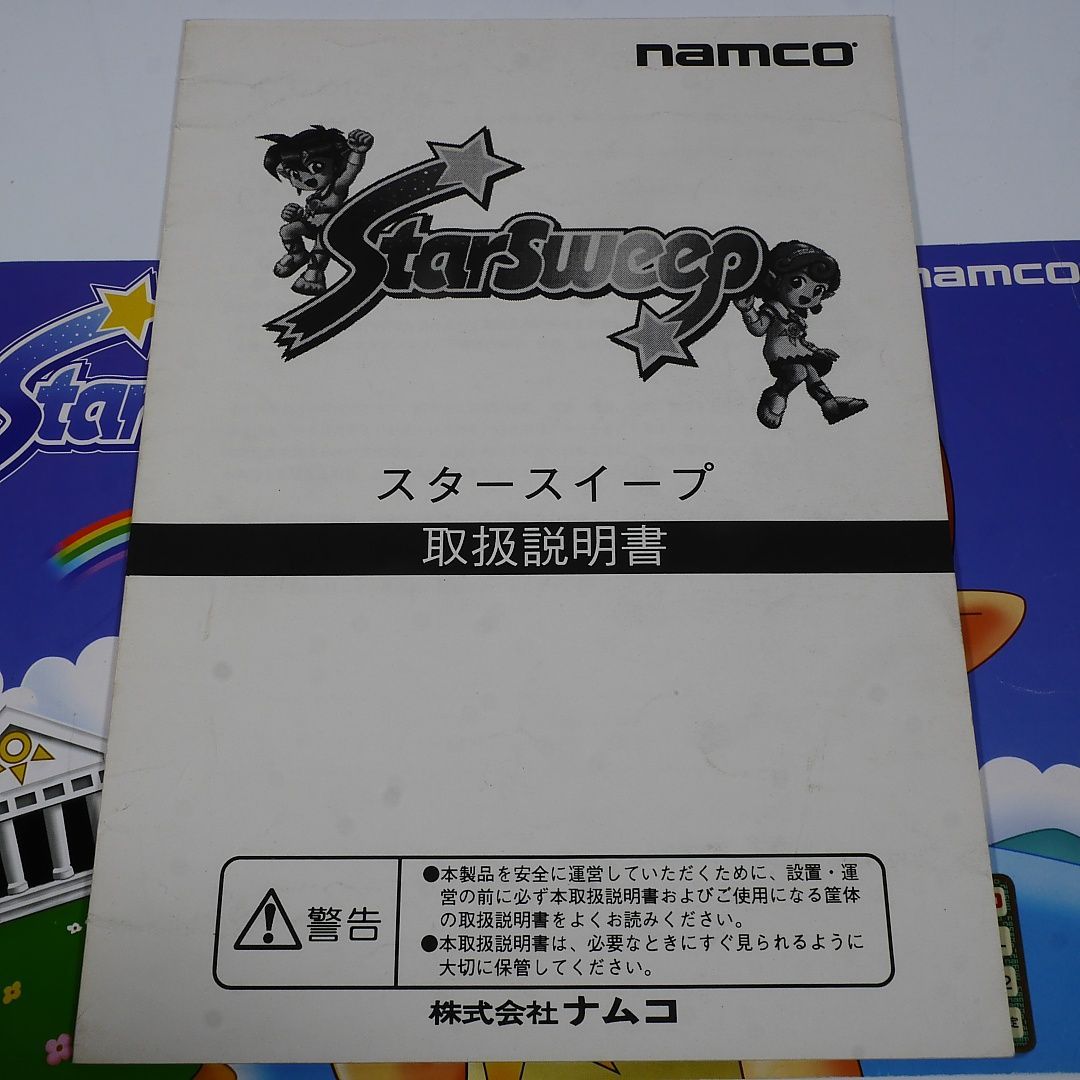 namco
StarSweep
namco
Star
スタースイープ
取扱説明書
警告
●本製品を安全に運営していただくために、設置・運
営の前に必ず本取扱説明書およびご使用になる筐体
の取扱説明書をよくお読みください。
●本取扱説明書は、必要なときにすぐ見られるように
大切に保管してください。
株式会社ナムコ
1
2